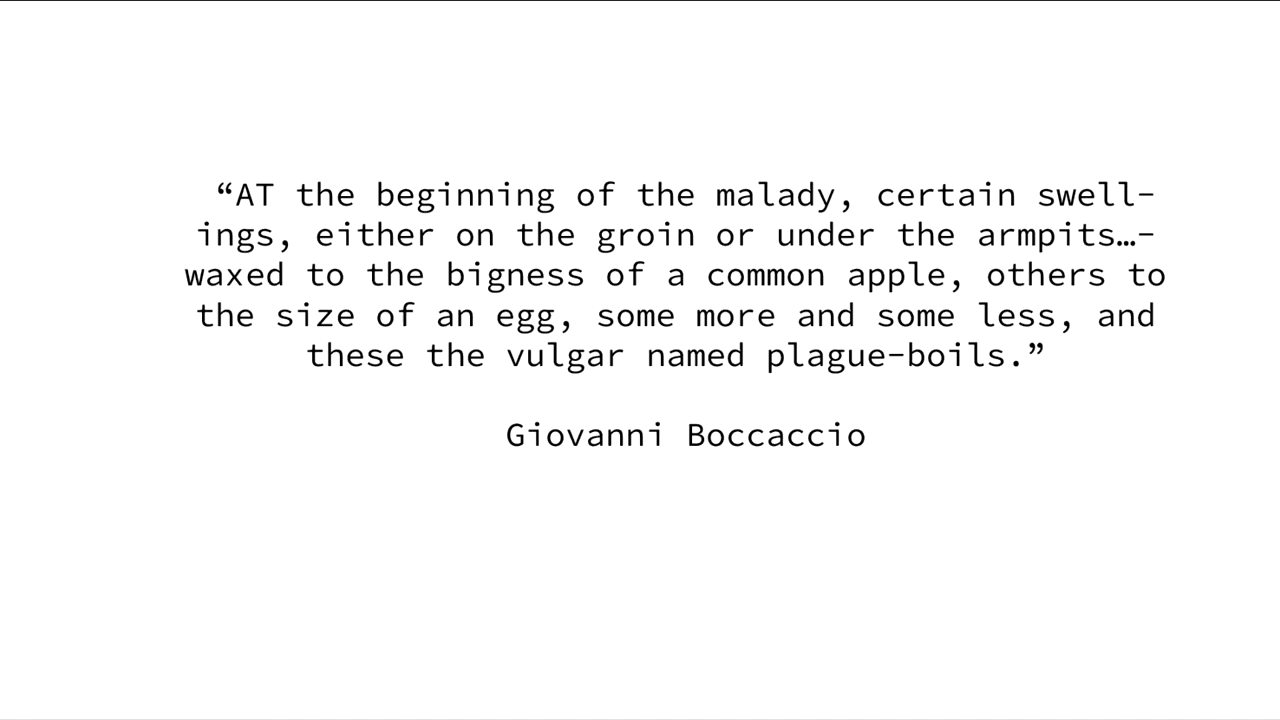 “AT the beginning of the malady, certain swell-
ings, either on the groin or under the armpits…-
waxed to the bigness of a common apple, others to
the size of an egg, some more and some less, and
these the vulgar named plague-boils.”
Giovanni Boccaccio